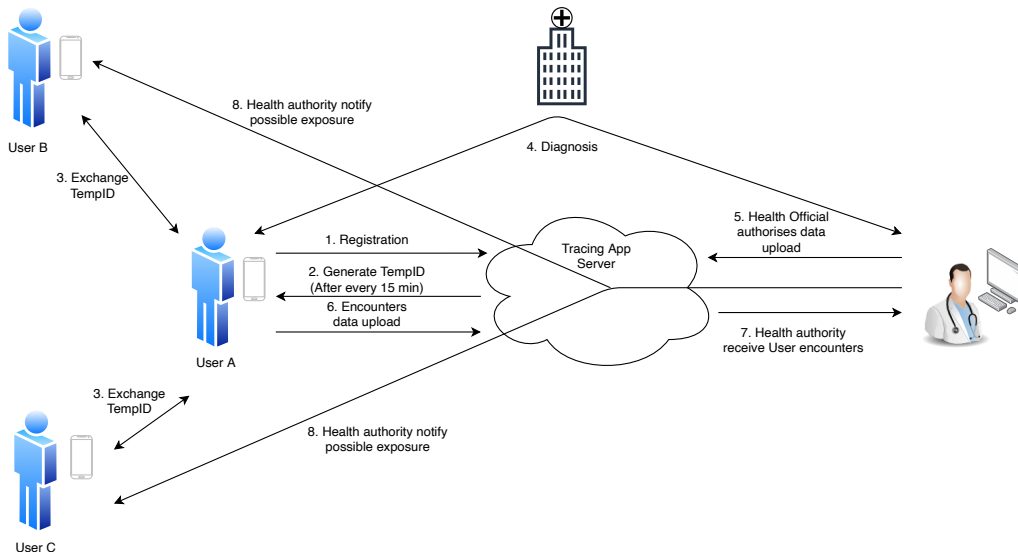 8. Health authority notify
possible exposure
4. Diagnosis
User B
3. Exchange
TempID
1. Registration
2. Generate TempID
(After every 15 min)
6. Encounters
data upload
User A
Tracing App
Server
5. Health Official
authorises data
upload
7. Health authority
receive User encounters
3. Exchange
TempID
8. Health authority notify
possible exposure
User C